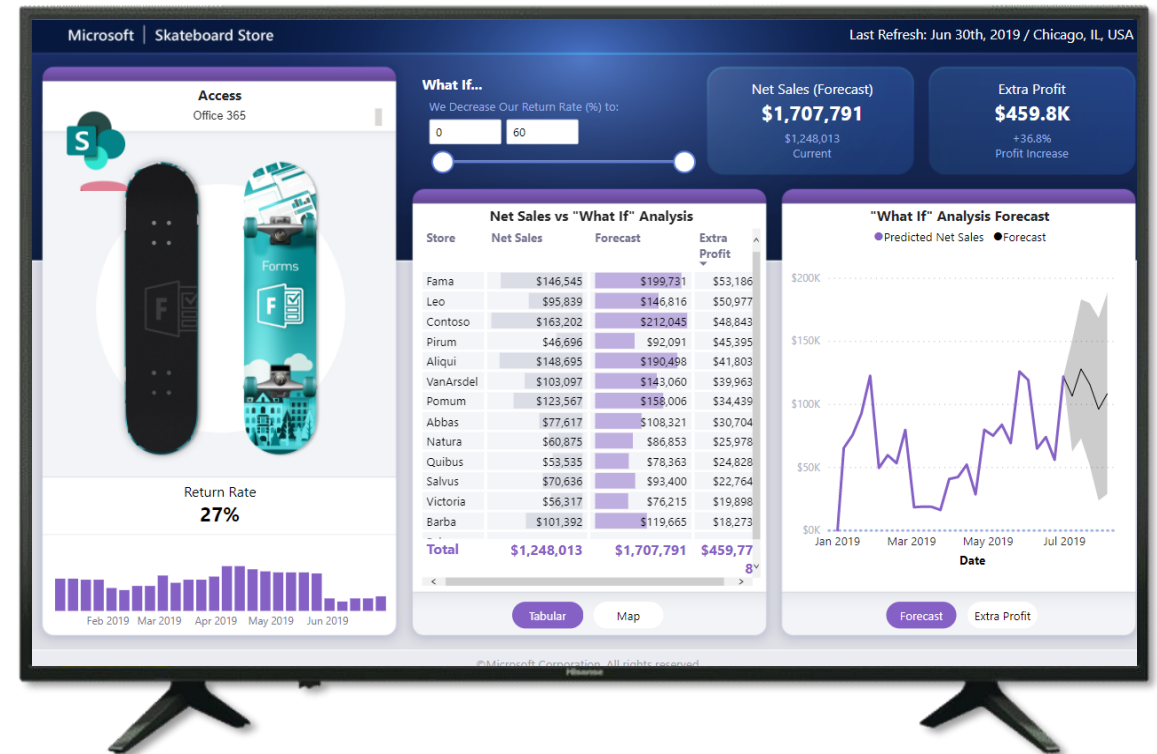 Microsoft | Skateboard Store
Last Refresh: Jun 30th, 2019 / Chicago, IL, USA
Access
Office 365
S
Forms
F
F
Return Rate
27%
Feb 2019 Mar 2019 Apr 2019 May 2019 Jun 2019
What If...
We Decrease Our Return Rate (%) to:
0 60
Net Sales (Forecast)
$1,707,791
$1,248,013
Current
Extra Profit
$459.8K
+36.8%
Profit Increase
Net Sales vs "What If" Analysis
Store Net Sales Forecast Extra Profit
Fama $146,545 $199,731 $53,186
Leo $95,839 $146,816 $50,977
Contoso $163,202 $212,045 $48,843
Pirum $46,696 $92,091 $45,395
Aliqui $148,695 $190,498 $41,803
VanArsdel $103,097 $143,060 $39,963
Pomum $123,567 $158,006 $34,439
Abbas $77,617 $108,321 $30,704
Natura $60,875 $86,853 $25,978
Quibus $53,535 $78,363 $24,828
Salvus $70,636 $93,400 $22,764
Victoria $56,317 $76,215 $19,898
Barba $101,392 $119,665 $18,273
Total $1,248,013 $1,707,791 $459,77
8
Tabular Map
"What If" Analysis Forecast
Predicted Net Sales Forecast
$200K
$150K
$100K
$50K
$0K
Jan 2019 Mar 2019 May 2019 Jul 2019
Date
Forecast Extra Profit
©Microsoft Corporation. All rights reserved
Hisense